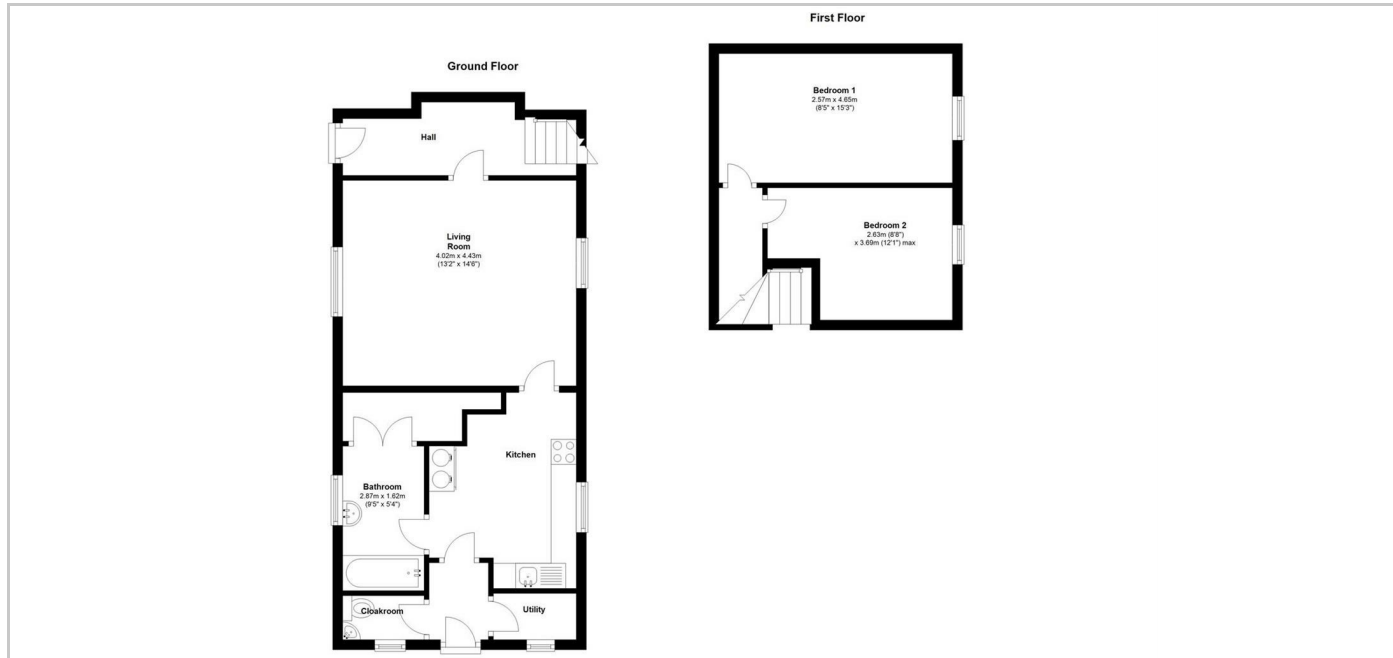 First Floor
Ground Floor
Bedroom 1
2.57m x 4.65m
(8'5" x 15'3")
Hall
Bedroom 2
2.63m (8'8")
x 3.69m (12'1") max
Living
Room
4.02m x 4.43m
(13'2" x 14'6")
Kitchen
Bathroom
2.87m x 1.62m
(9'5" x 5'4")
Cloakroom
Utility